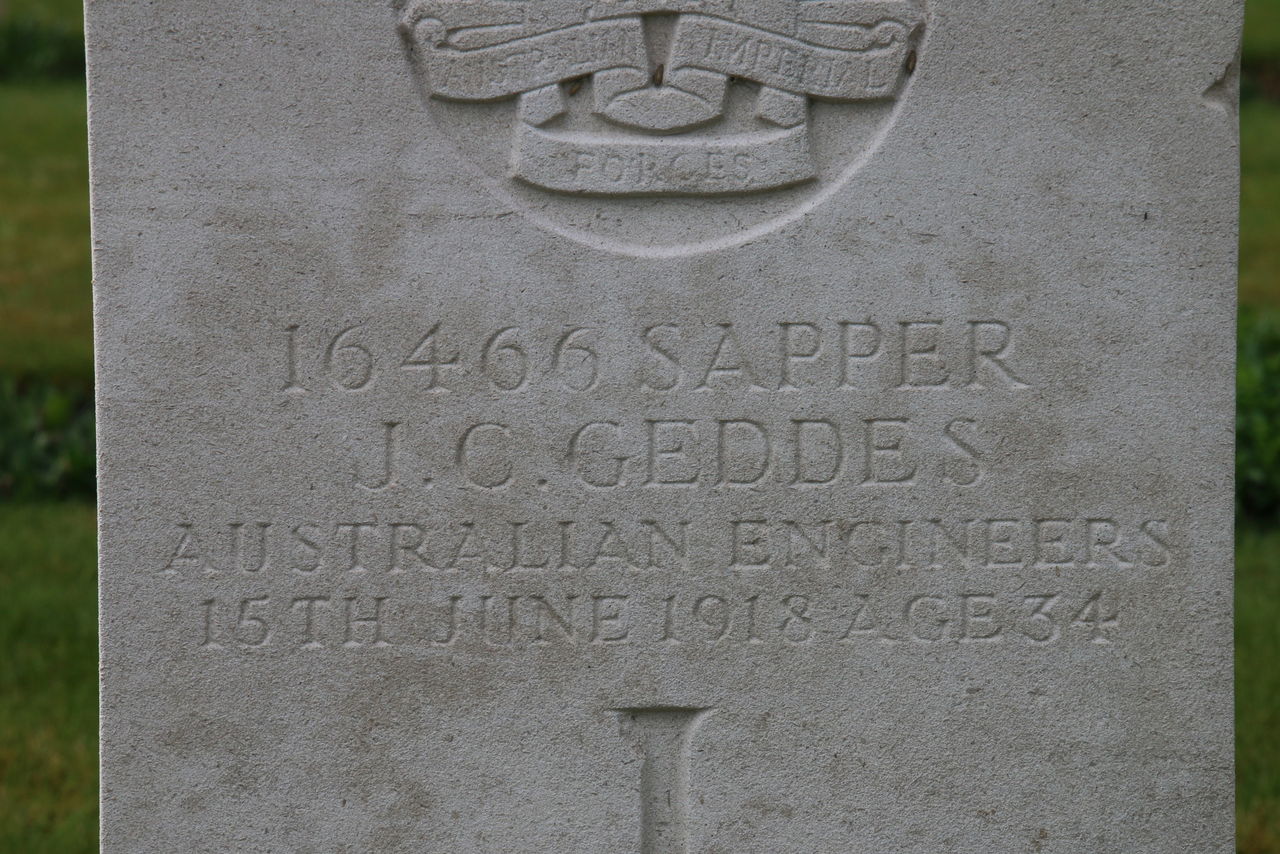 AUSTRALIAN IMPERIAL
FORCES
16466 SAPPER
J.C. GEDDES
AUSTRALIAN ENGINEERS
15TH JUNE 1918 AGE 34